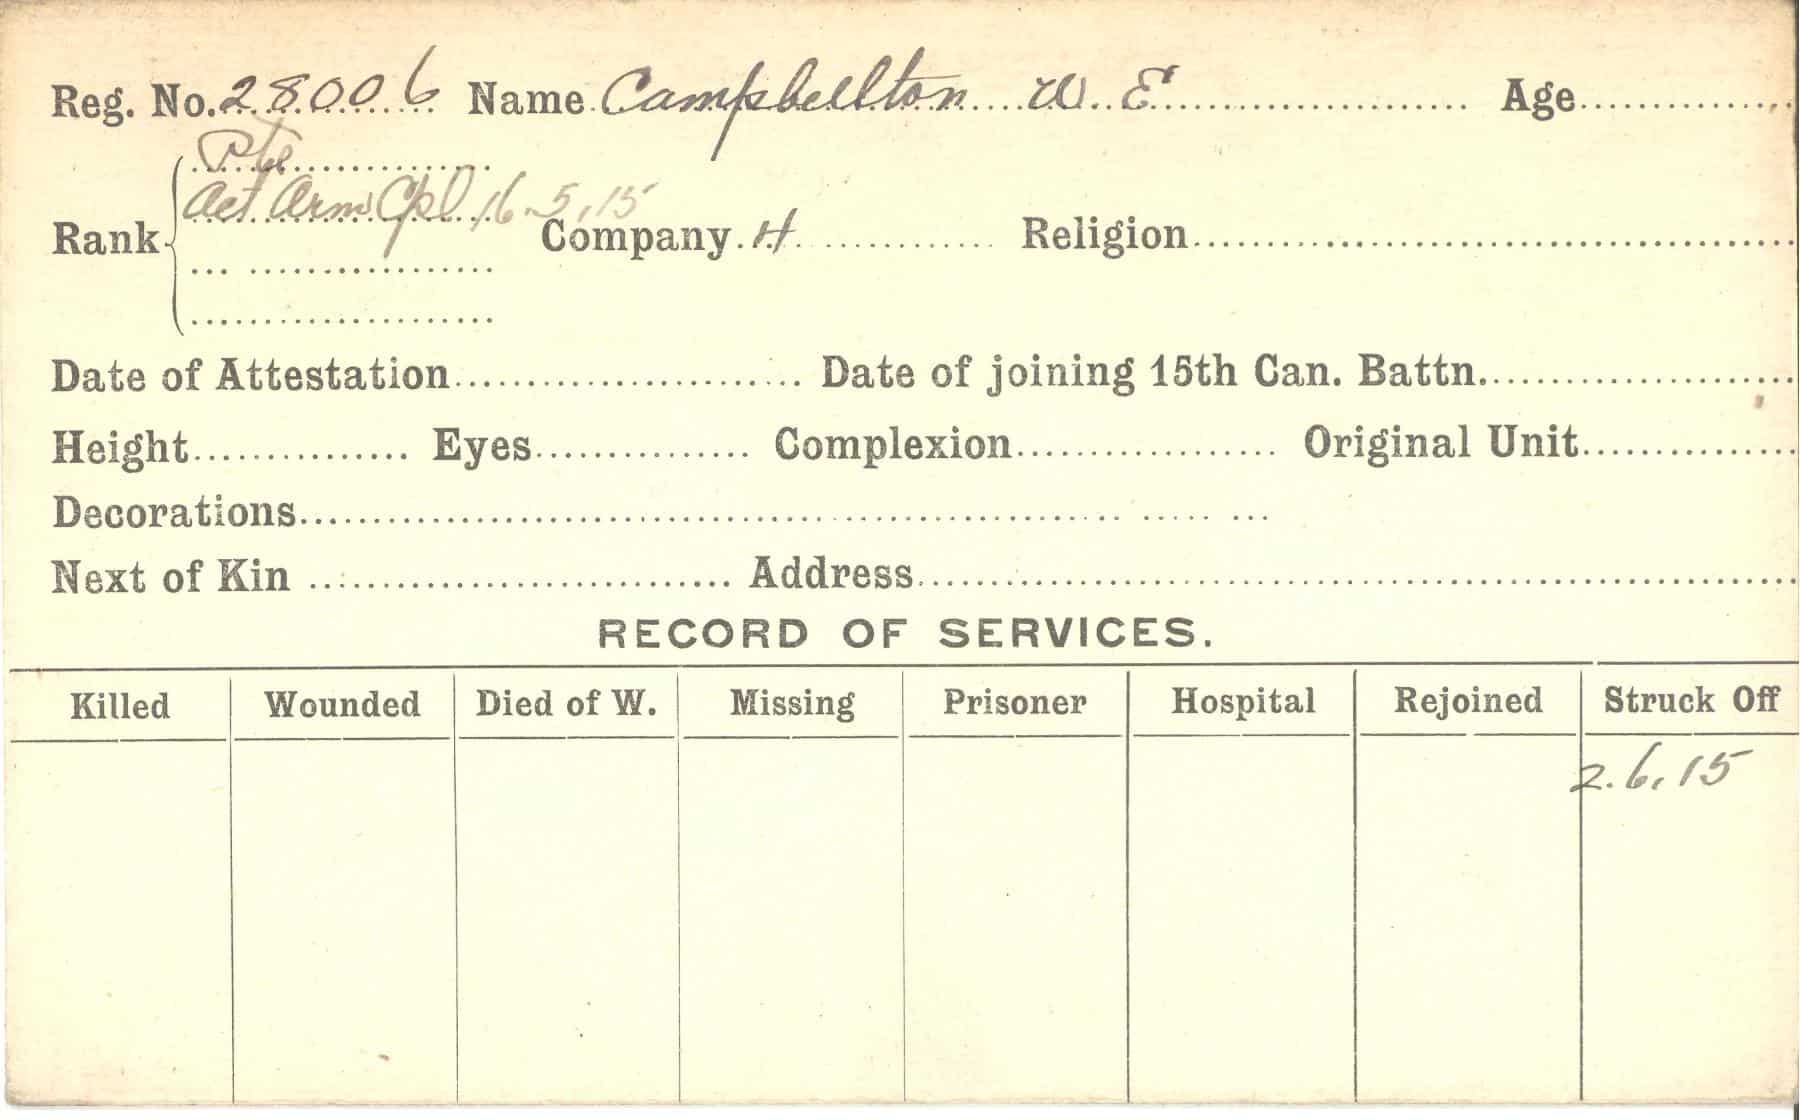 Reg. No. 28006 Name Campbellton W. E. Age
Pte
Act Arm Cpl 16.5.15
Rank Company H Religion
Date of Attestation Date of joining 15th Can. Battn.
Height Eyes Complexion Original Unit
Decorations
Next of Kin Address
RECORD OF SERVICES.
Killed Wounded Died of W. Missing Prisoner Hospital Rejoined Struck Off
2.6.15